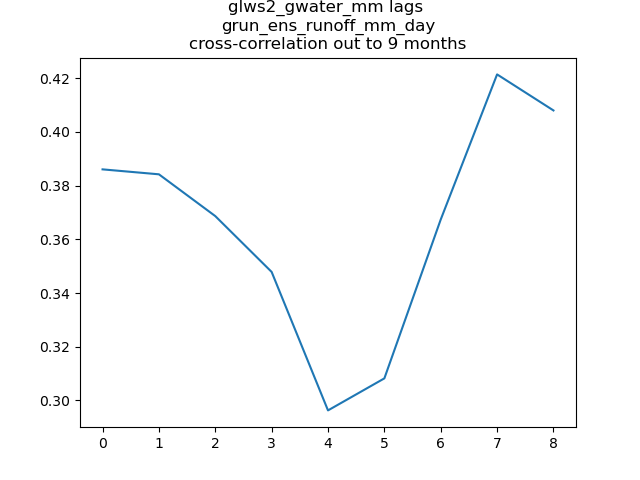 glws2_gwater_mm lags
grun_ens_runoff_mm_day
cross-correlation out to 9 months
0.42
0.40
0.38
0.36
0.34
0.32
0.30
0 1 2 3 4 5 6 7 8